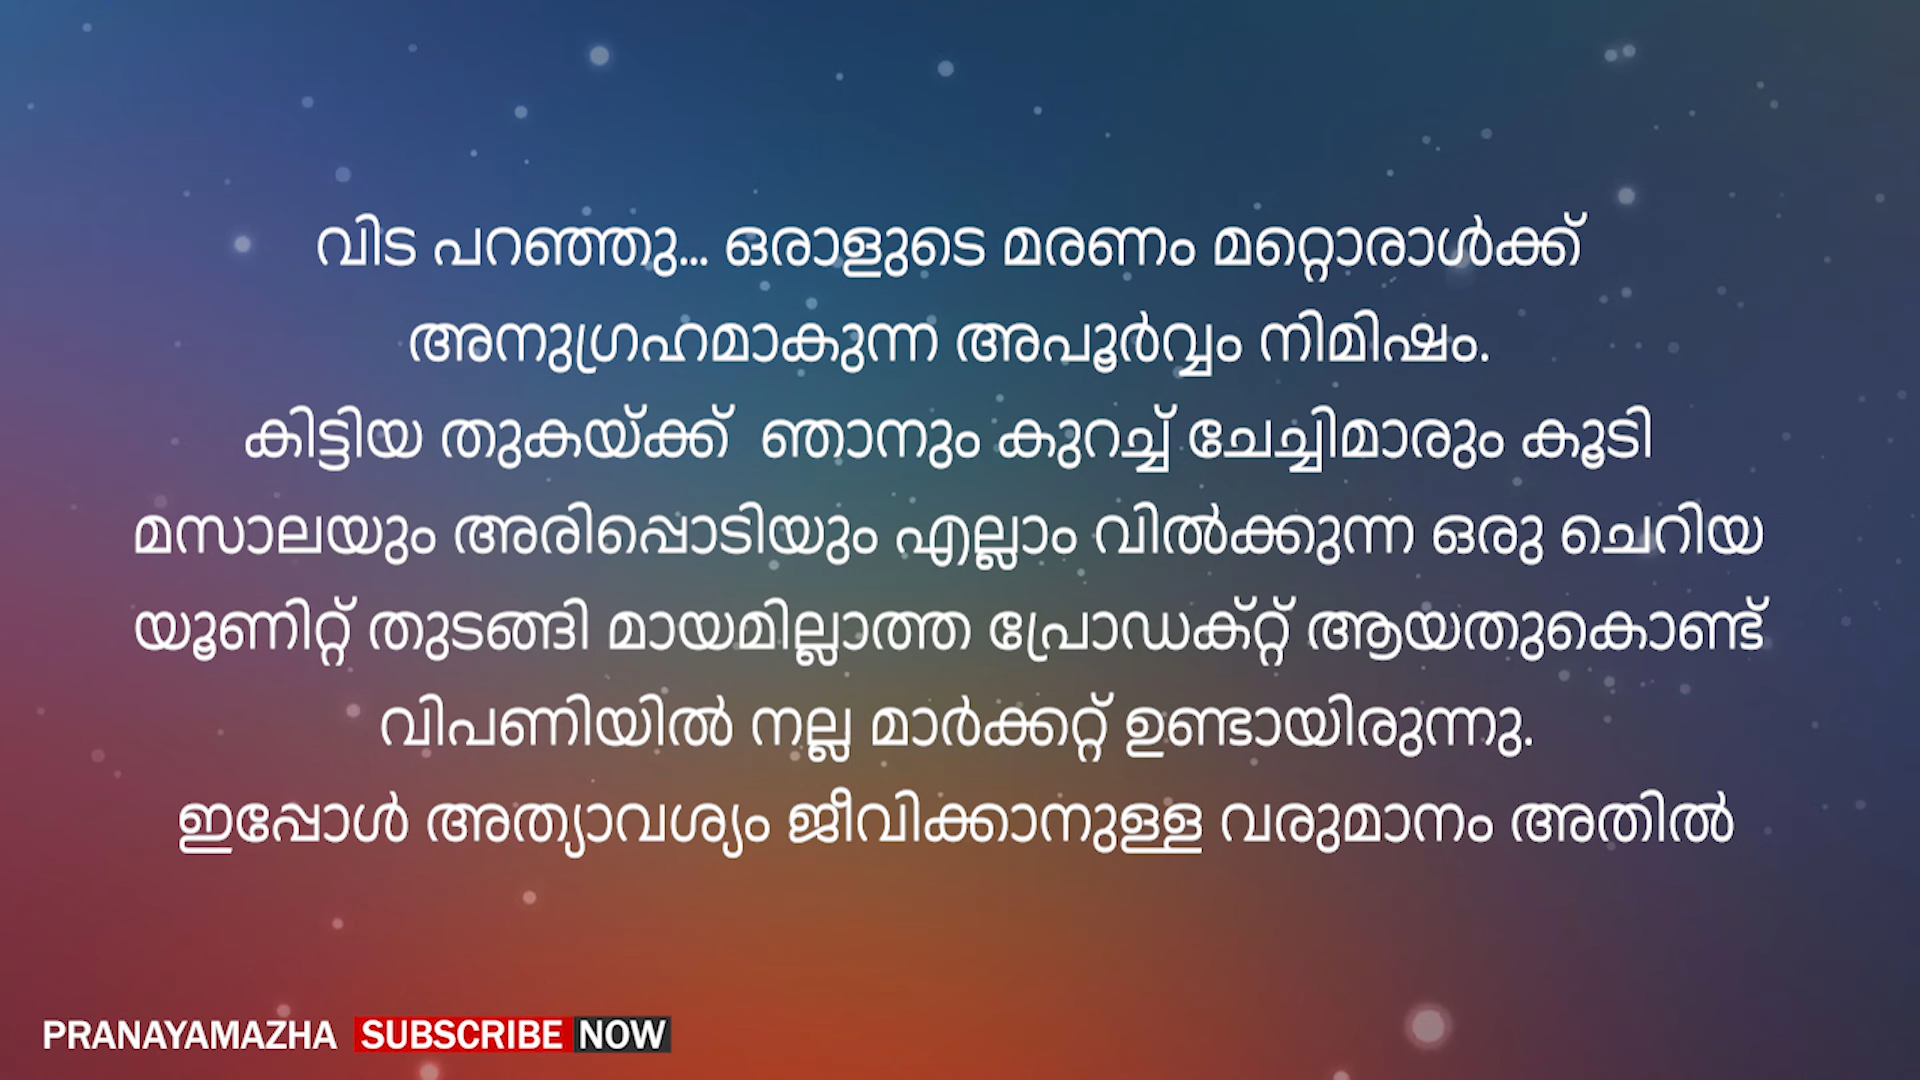 വിട പറഞ്ഞു... ഒരാളുടെ മരണം മറ്റൊരാൾക്ക്
അനുഗ്രഹമാകുന്ന അപൂർവ്വം നിമിഷം.
കിട്ടിയ തുകയ്ക്ക് ഞാനും കുറച്ച് ചേച്ചിമാരും കൂടി
മസാലയും അരിപ്പൊടിയും എല്ലാം വിൽക്കുന്ന ഒരു ചെറിയ
യൂണിറ്റ് തുടങ്ങി മായമില്ലാത്ത പ്രോഡക്റ്റ് ആയതുകൊണ്ട്
വിപണിയിൽ നല്ല മാർക്കറ്റ് ഉണ്ടായിരുന്നു.
ഇപ്പോൾ അത്യാവശ്യം ജീവിക്കാനുള്ള വരുമാനം അതിൽ
PRANAYAMAZHA SUBSCRIBE NOW